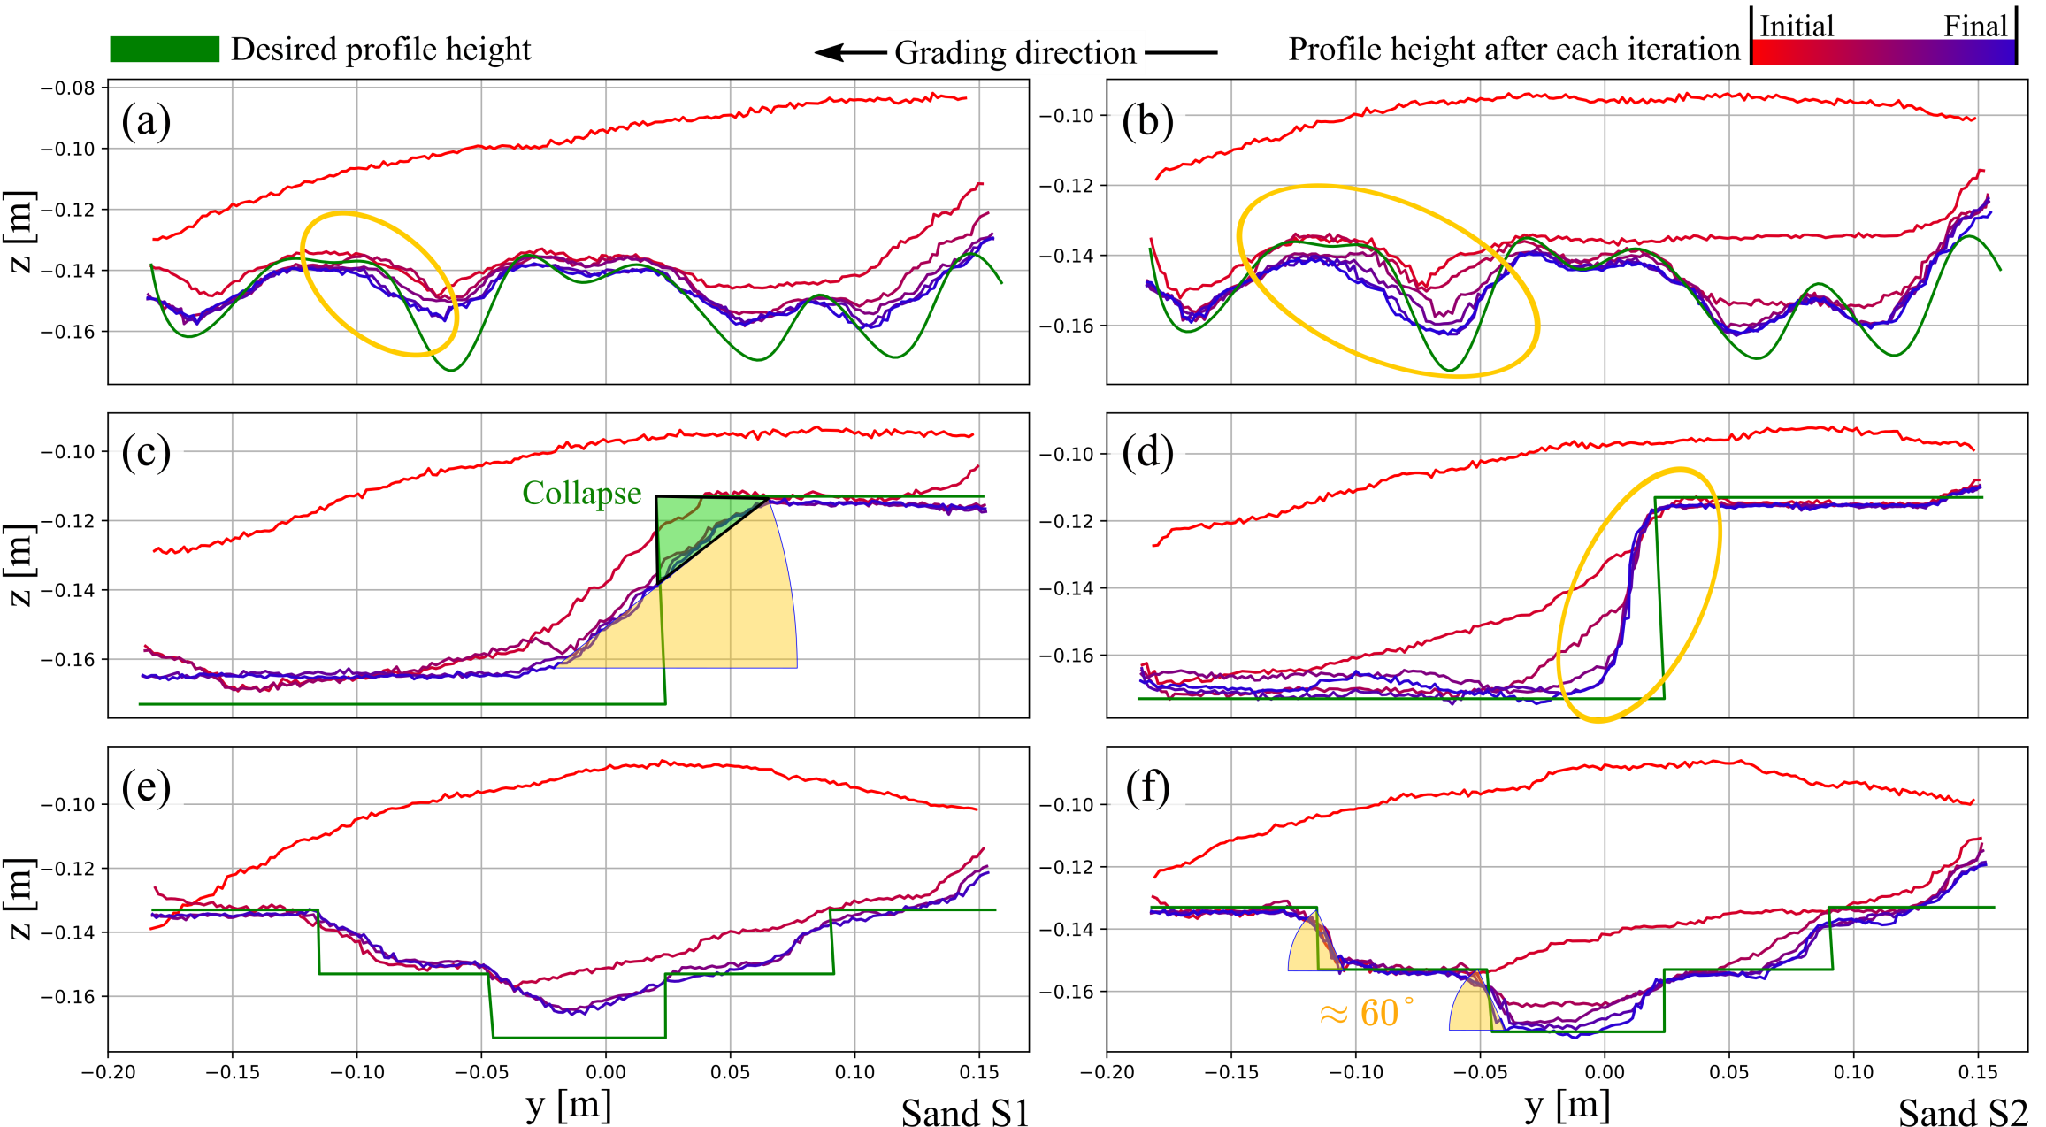 Desired profile height
Grading direction
Profile height after each iteration
Initial Final
(a)
z [m]
−0.08
−0.10
−0.12
−0.14
−0.16
(b)
−0.10
−0.12
−0.14
−0.16
(c)
z [m]
−0.10
−0.12
−0.14
−0.16
Collapse
(d)
−0.10
−0.12
−0.14
−0.16
(e)
z [m]
−0.10
−0.12
−0.14
−0.16
−0.20 −0.15 −0.10 −0.05 0.00 0.05 0.10 0.15
y [m]
Sand S1
(f)
−0.10
−0.12
−0.14
−0.16
≈ 60°
−0.20 −0.15 −0.10 −0.05 0.00 0.05 0.10 0.15
y [m]
Sand S2